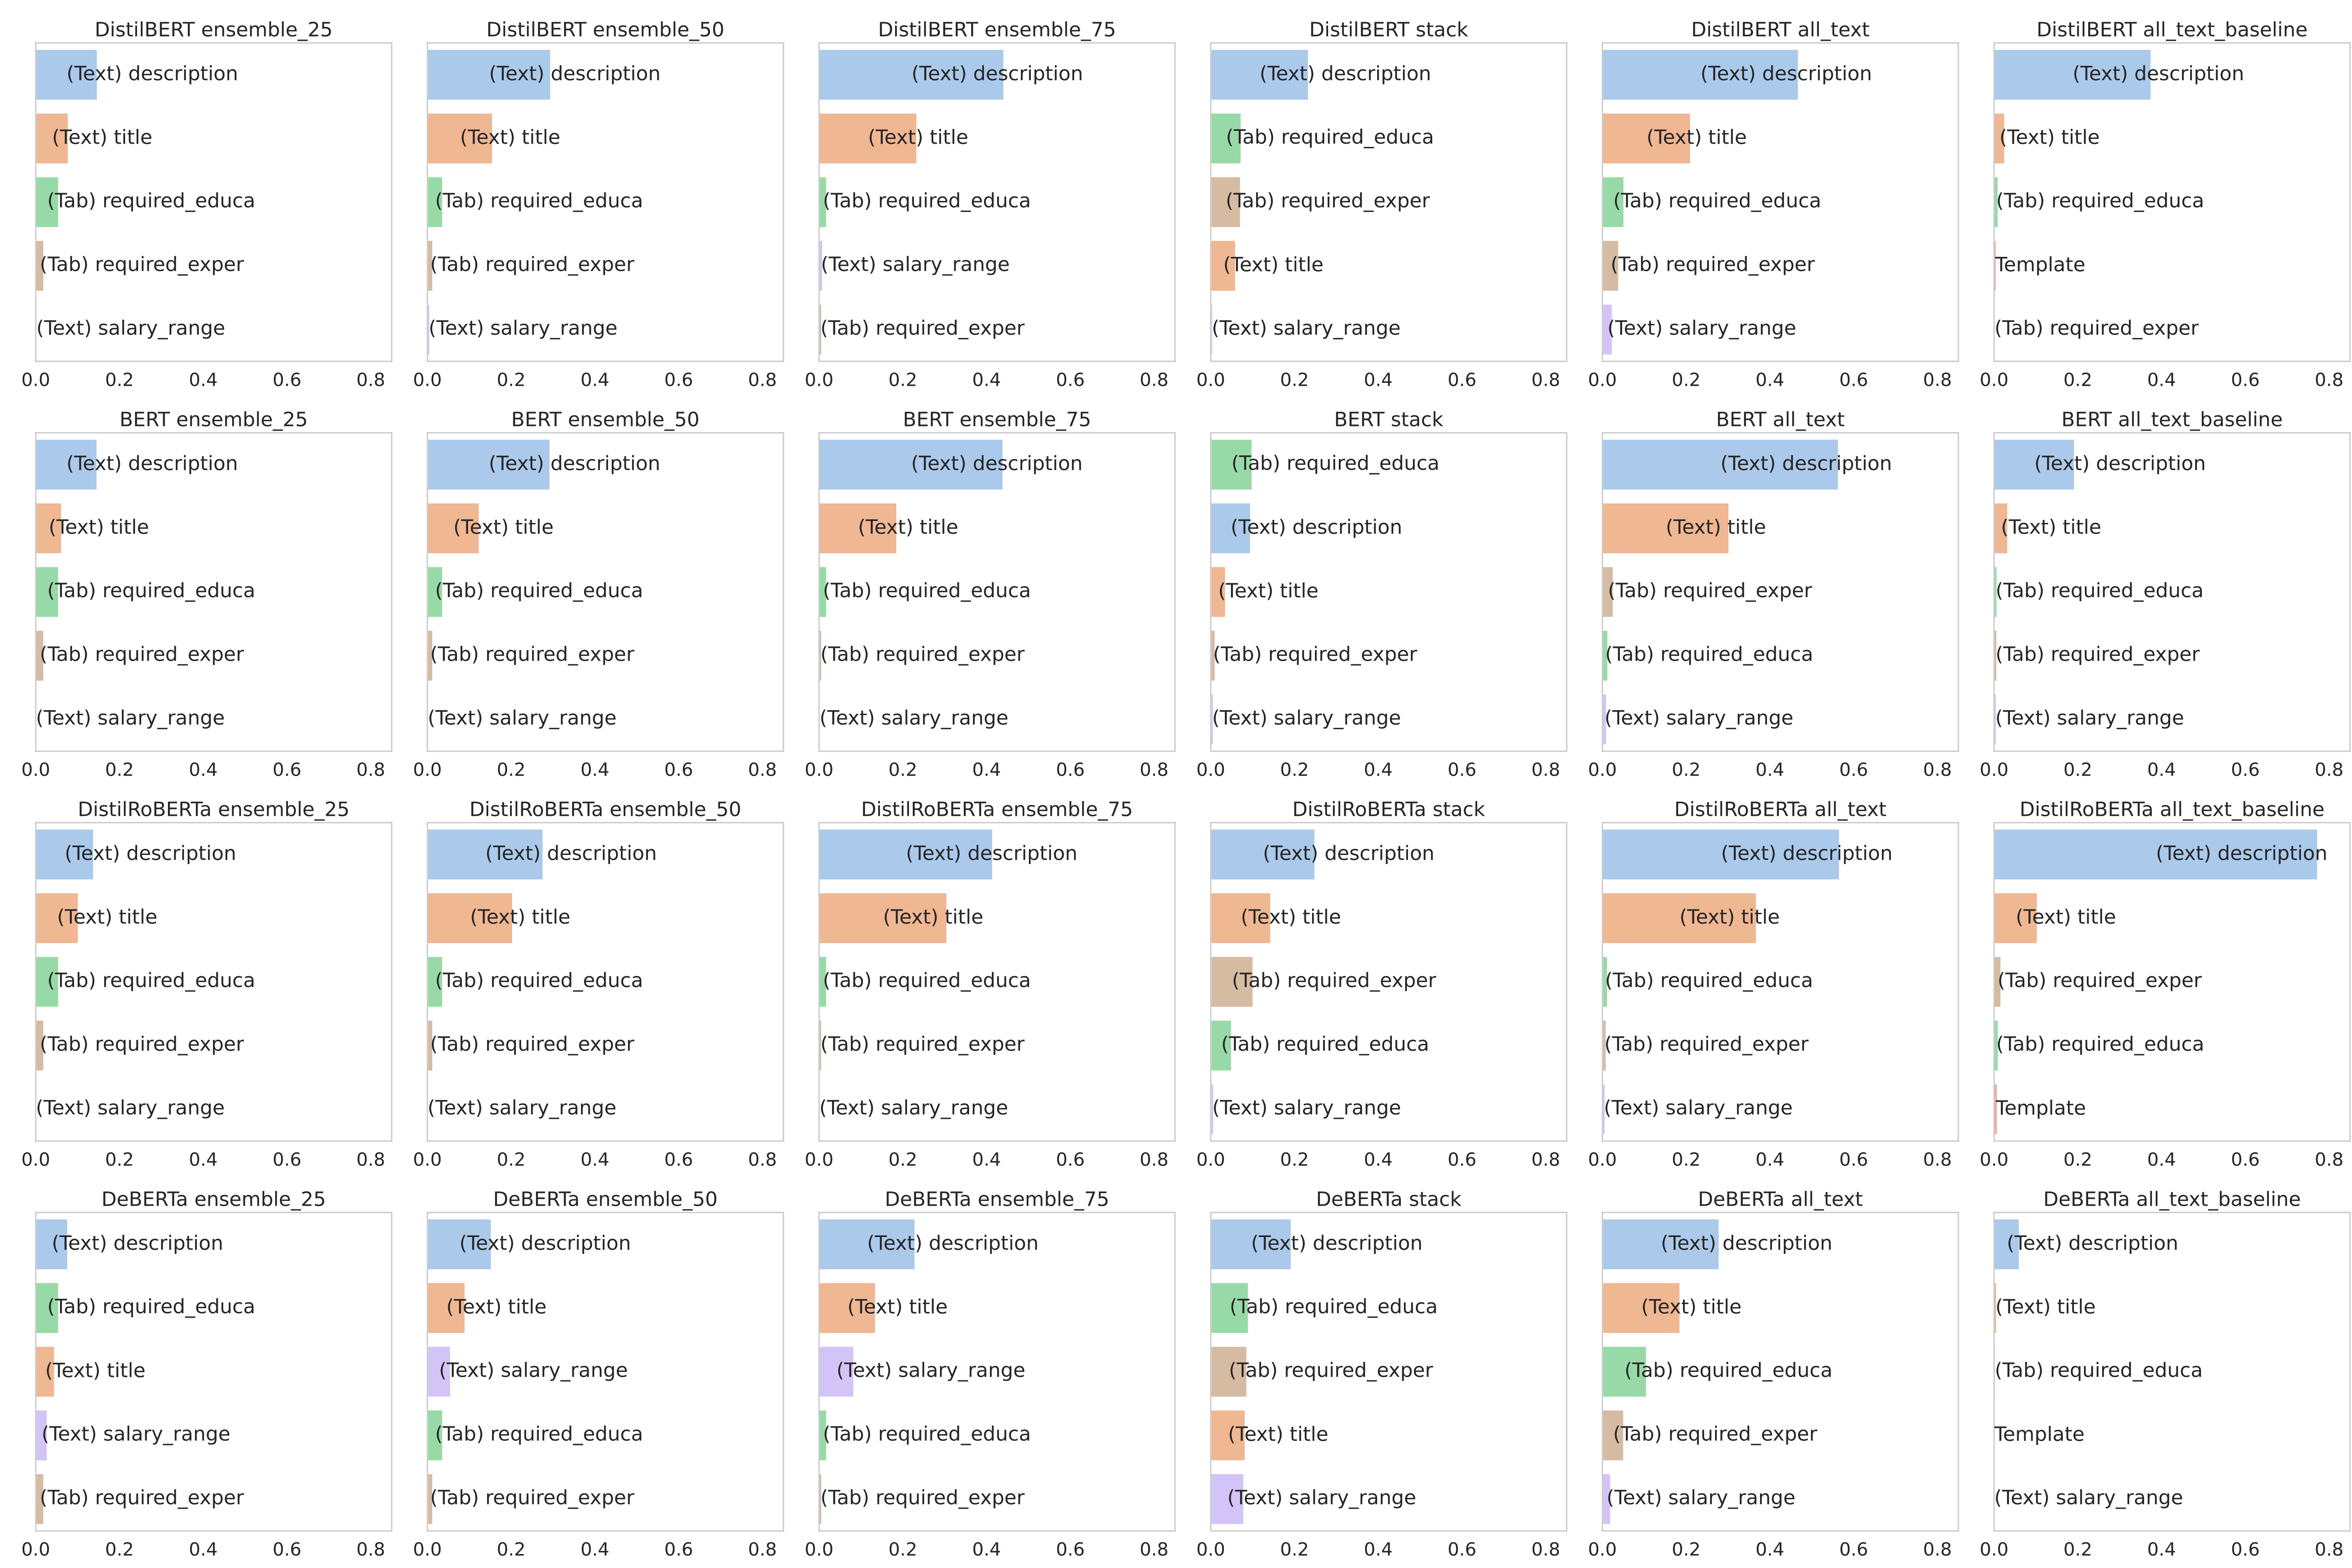 DistilBERT ensemble_25
(Text) description
(Text) title
(Tab) required_educa
(Tab) required_exper
(Text) salary_range
0.0 0.2 0.4 0.6 0.8
DistilBERT ensemble_50
(Text) description
(Text) title
(Tab) required_educa
(Tab) required_exper
(Text) salary_range
0.0 0.2 0.4 0.6 0.8
DistilBERT ensemble_75
(Text) description
(Text) title
(Tab) required_educa
(Text) salary_range
(Tab) required_exper
0.0 0.2 0.4 0.6 0.8
DistilBERT stack
(Text) description
(Tab) required_educa
(Tab) required_exper
(Text) title
(Text) salary_range
0.0 0.2 0.4 0.6 0.8
DistilBERT all_text
(Text) description
(Text) title
(Tab) required_educa
(Tab) required_exper
(Text) salary_range
0.0 0.2 0.4 0.6 0.8
DistilBERT all_text_baseline
(Text) description
(Text) title
(Tab) required_educa
Template
(Tab) required_exper
0.0 0.2 0.4 0.6 0.8
BERT ensemble_25
(Text) description
(Text) title
(Tab) required_educa
(Tab) required_exper
(Text) salary_range
0.0 0.2 0.4 0.6 0.8
BERT ensemble_50
(Text) description
(Text) title
(Tab) required_educa
(Tab) required_exper
(Text) salary_range
0.0 0.2 0.4 0.6 0.8
BERT ensemble_75
(Text) description
(Text) title
(Tab) required_educa
(Tab) required_exper
(Text) salary_range
0.0 0.2 0.4 0.6 0.8
BERT stack
(Tab) required_educa
(Text) description
(Text) title
(Tab) required_exper
(Text) salary_range
0.0 0.2 0.4 0.6 0.8
BERT all_text
(Text) description
(Text) title
(Tab) required_exper
(Tab) required_educa
(Text) salary_range
0.0 0.2 0.4 0.6 0.8
BERT all_text_baseline
(Text) description
(Text) title
(Tab) required_educa
(Tab) required_exper
(Text) salary_range
0.0 0.2 0.4 0.6 0.8
DistilRoBERTa ensemble_25
(Text) description
(Text) title
(Tab) required_educa
(Tab) required_exper
(Text) salary_range
0.0 0.2 0.4 0.6 0.8
DistilRoBERTa ensemble_50
(Text) description
(Text) title
(Tab) required_educa
(Tab) required_exper
(Text) salary_range
0.0 0.2 0.4 0.6 0.8
DistilRoBERTa ensemble_75
(Text) description
(Text) title
(Tab) required_educa
(Tab) required_exper
(Text) salary_range
0.0 0.2 0.4 0.6 0.8
DistilRoBERTa stack
(Text) description
(Text) title
(Tab) required_exper
(Tab) required_educa
(Text) salary_range
0.0 0.2 0.4 0.6 0.8
DistilRoBERTa all_text
(Text) description
(Text) title
(Tab) required_educa
(Tab) required_exper
(Text) salary_range
0.0 0.2 0.4 0.6 0.8
DistilRoBERTa all_text_baseline
(Text) description
(Text) title
(Tab) required_exper
(Tab) required_educa
Template
0.0 0.2 0.4 0.6 0.8
DeBERTa ensemble_25
(Text) description
(Tab) required_educa
(Text) title
(Text) salary_range
(Tab) required_exper
0.0 0.2 0.4 0.6 0.8
DeBERTa ensemble_50
(Text) description
(Text) title
(Text) salary_range
(Tab) required_educa
(Tab) required_exper
0.0 0.2 0.4 0.6 0.8
DeBERTa ensemble_75
(Text) description
(Text) title
(Text) salary_range
(Tab) required_educa
(Tab) required_exper
0.0 0.2 0.4 0.6 0.8
DeBERTa stack
(Text) description
(Tab) required_educa
(Tab) required_exper
(Text) title
(Text) salary_range
0.0 0.2 0.4 0.6 0.8
DeBERTa all_text
(Text) description
(Text) title
(Tab) required_educa
(Tab) required_exper
(Text) salary_range
0.0 0.2 0.4 0.6 0.8
DeBERTa all_text_baseline
(Text) description
(Text) title
(Tab) required_educa
Template
(Text) salary_range
0.0 0.2 0.4 0.6 0.8